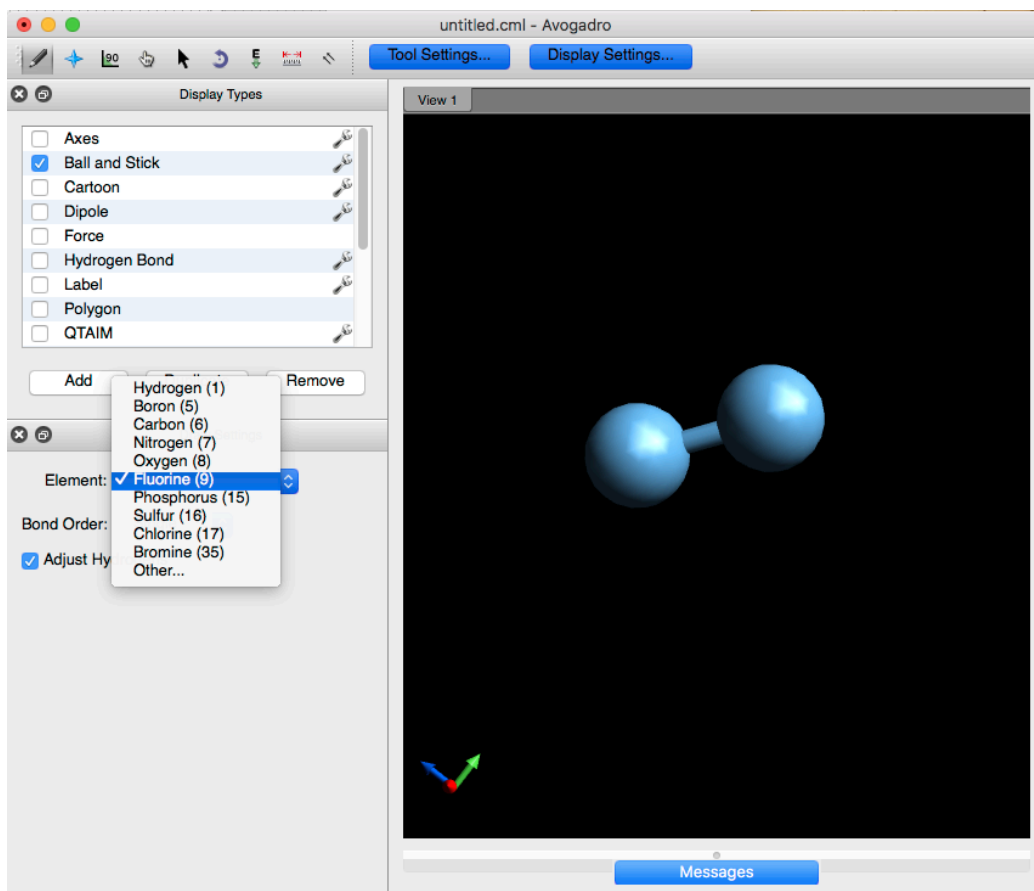 untitled.cml - Avogadro
90
E
Tool Settings... Display Settings...
Display Types
View 1
Axes
Ball and Stick
Cartoon
Dipole
Force
Hydrogen Bond
Label
Polygon
QTAIM
Add Remove
Hydrogen (1)
Boron (5)
Carbon (6)
Nitrogen (7)
Oxygen (8)
Element: ✓ Fluorine (9)
Phosphorus (15)
Sulfur (16)
Bond Order:
Chlorine (17)
Bromine (35)
Adjust Hy
Other...
Messages